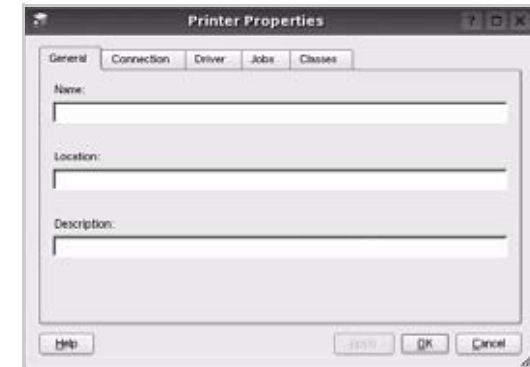 Printer Properties
General Connection Driver Jobs Classes
Name:
Location:
Description:
Help Apply OK Cancel